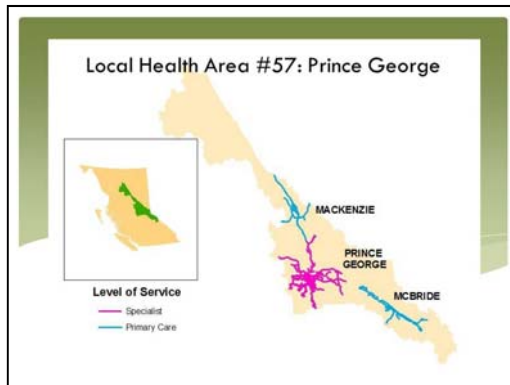 Local Health Area #57: Prince George
MACKENZIE
PRINCE
GEORGE
MCBRIDE
Level of Service
Specialist
Primary Care